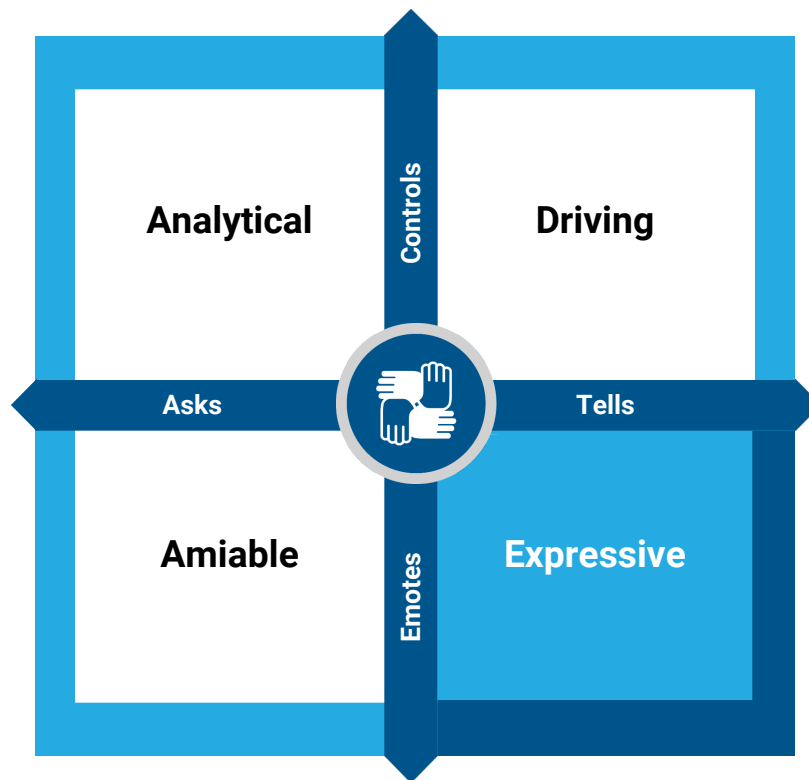 Controls
Analytical
Driving
Asks
Tells
Amiable
Expressive
Emotes